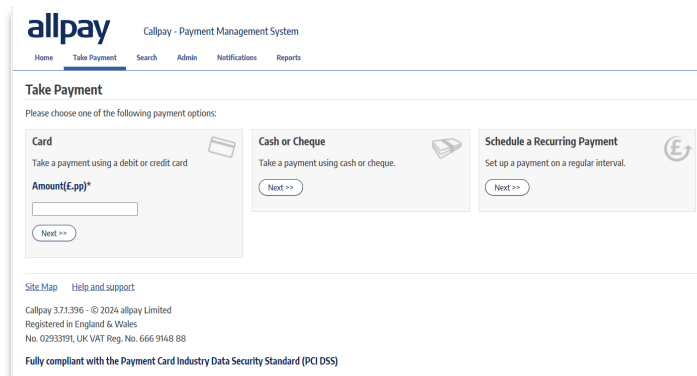 allpay
Callpay - Payment Management System
Home Take Payment Search Admin Notifications Reports
Take Payment
Please choose one of the following payment options:
Card
Take a payment using a debit or credit card
Amount(£.pp)*
Next >>
Cash or Cheque
Take a payment using cash or cheque.
Next >>
Schedule a Recurring Payment
Set up a payment on a regular interval.
Next >>
£
Site Map Help and support
Callpay 3.7.1.396 - © 2024 allpay Limited
Registered in England & Wales
No. 02933191, UK VAT Reg. No. 666 9148 88
Fully compliant with the Payment Card Industry Data Security Standard (PCI DSS)